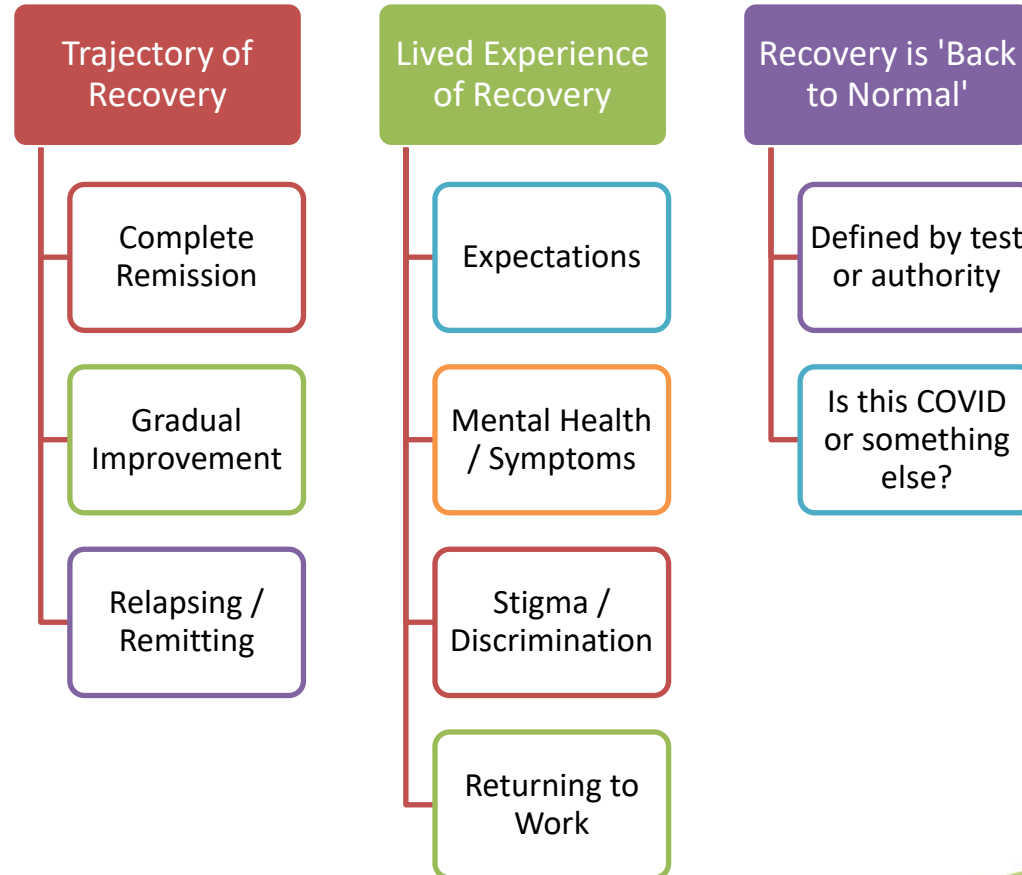 Trajectory of
Recovery
Complete
Remission
Gradual
Improvement
Relapsing /
Remitting
Lived Experience
of Recovery
Expectations
Mental Health
/ Symptoms
Stigma /
Discrimination
Returning to
Work
Recovery is 'Back
to Normal'
Defined by test
or authority
Is this COVID
or something
else?